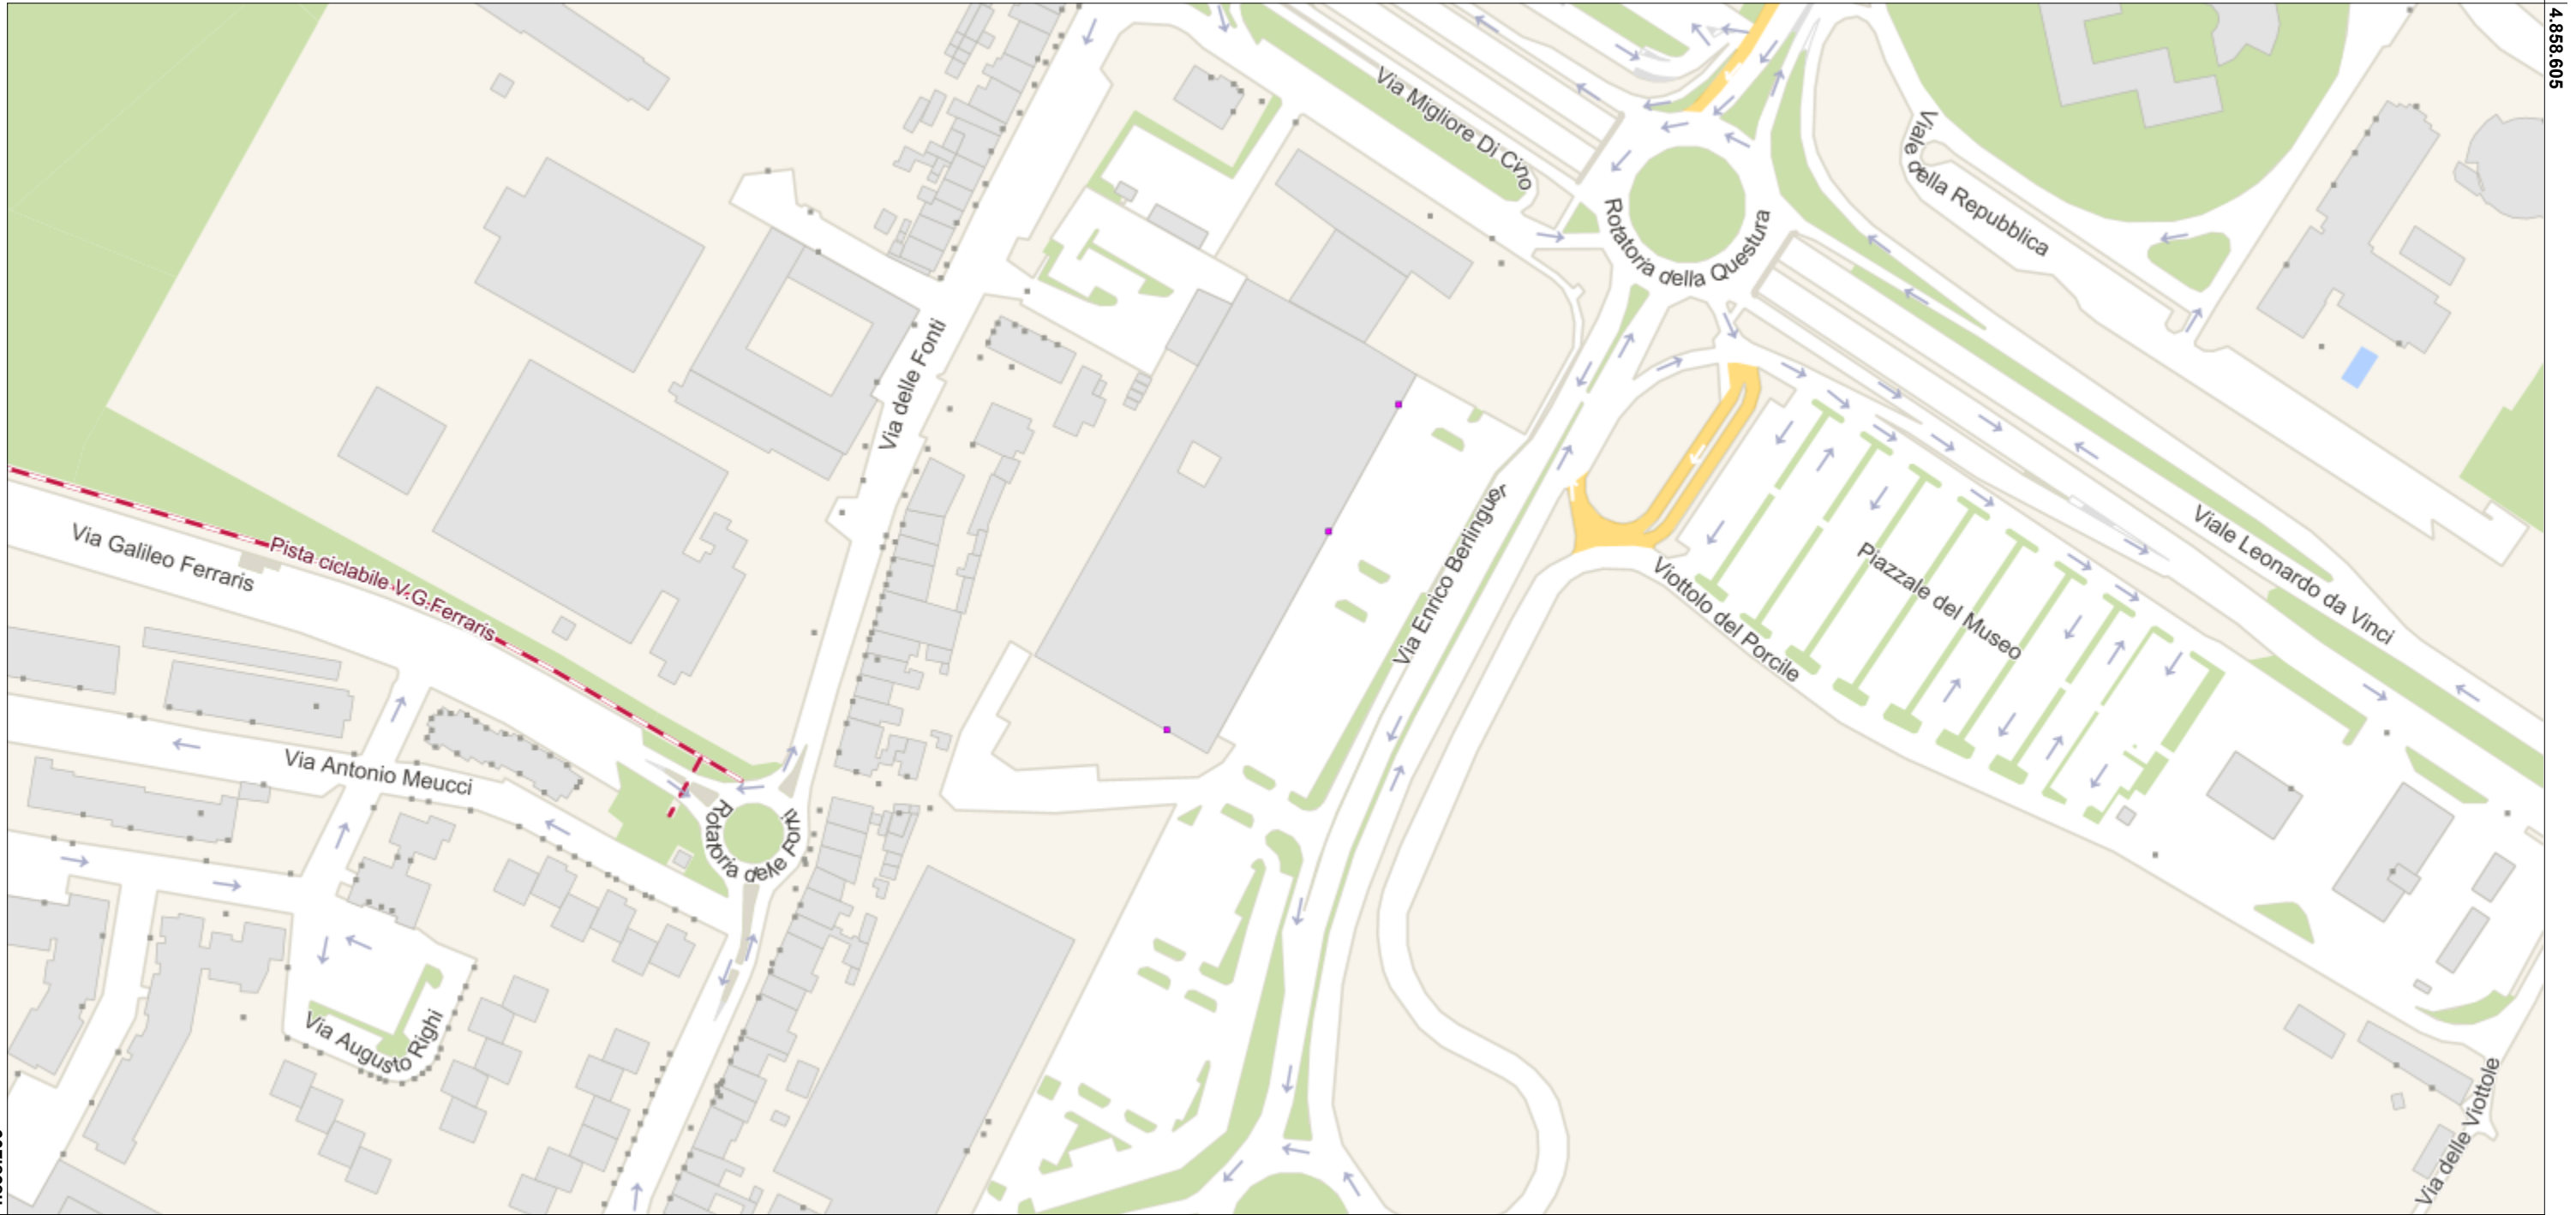 4.858.605
Via Migliore Di Cino
Viale della Repubblica
Rotatoria della Questura
Via delle Fonti
Via Enrico Berlinguer
Viale Leonardo da Vinci
Piazzale del Museo
Viottolo del Porcile
Via Galileo Ferraris
Pista ciclabile V.G.Ferraris
Via Antonio Meucci
Rotatoria delle Fonti
Via Augusto Righi
Via delle Viottole